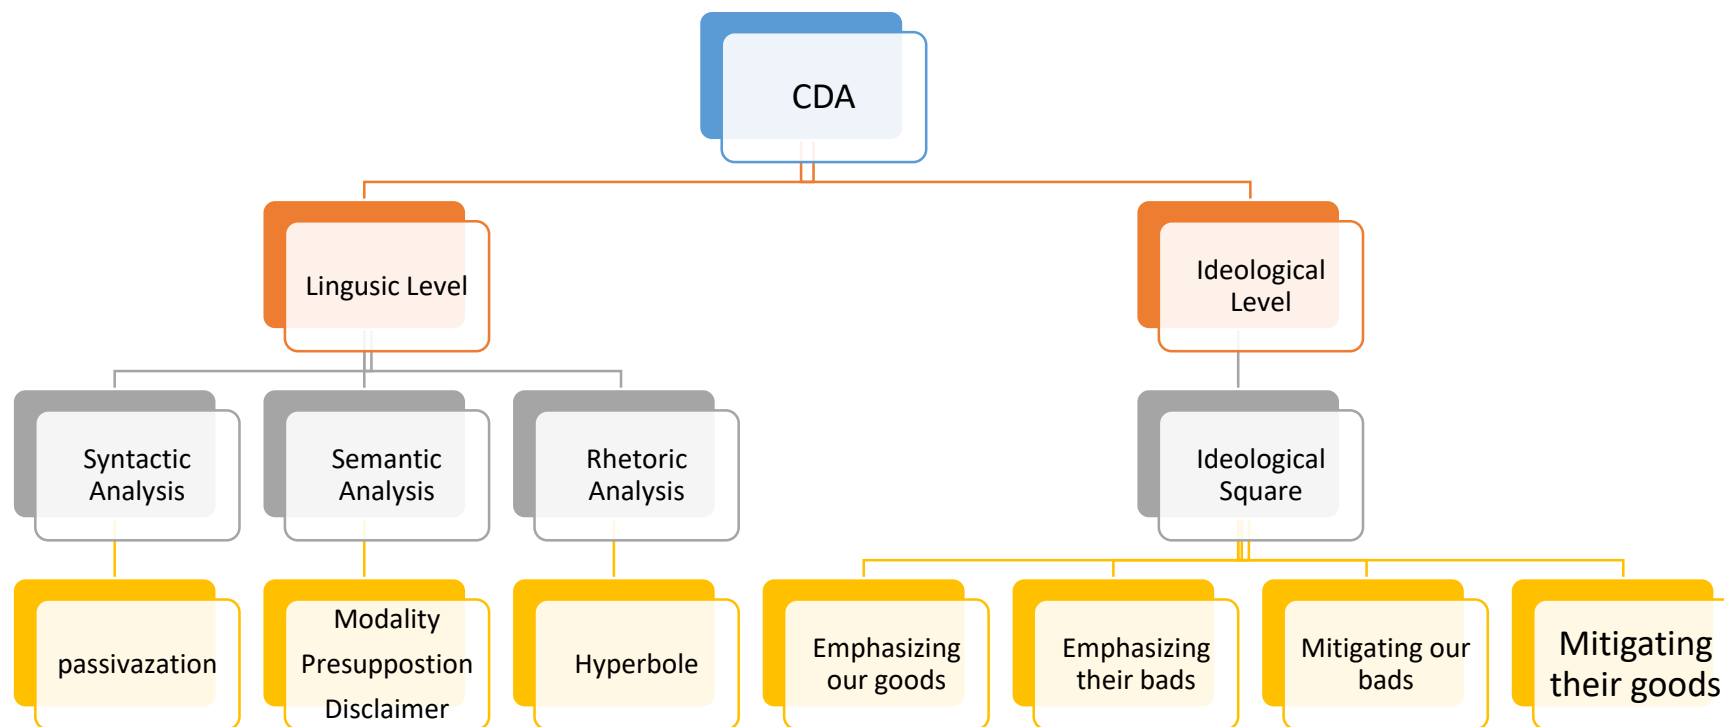 CDA
Lingusic Level
Ideological
Level
Syntactic
Analysis
Semantic
Analysis
Rhetoric
Analysis
Ideological
Square
passivazation
Modality
Presuppostion
Disclaimer
Hyperbole
Emphasizing
our goods
Emphasizing
their bads
Mitigating our
bads
Mitigating
their goods